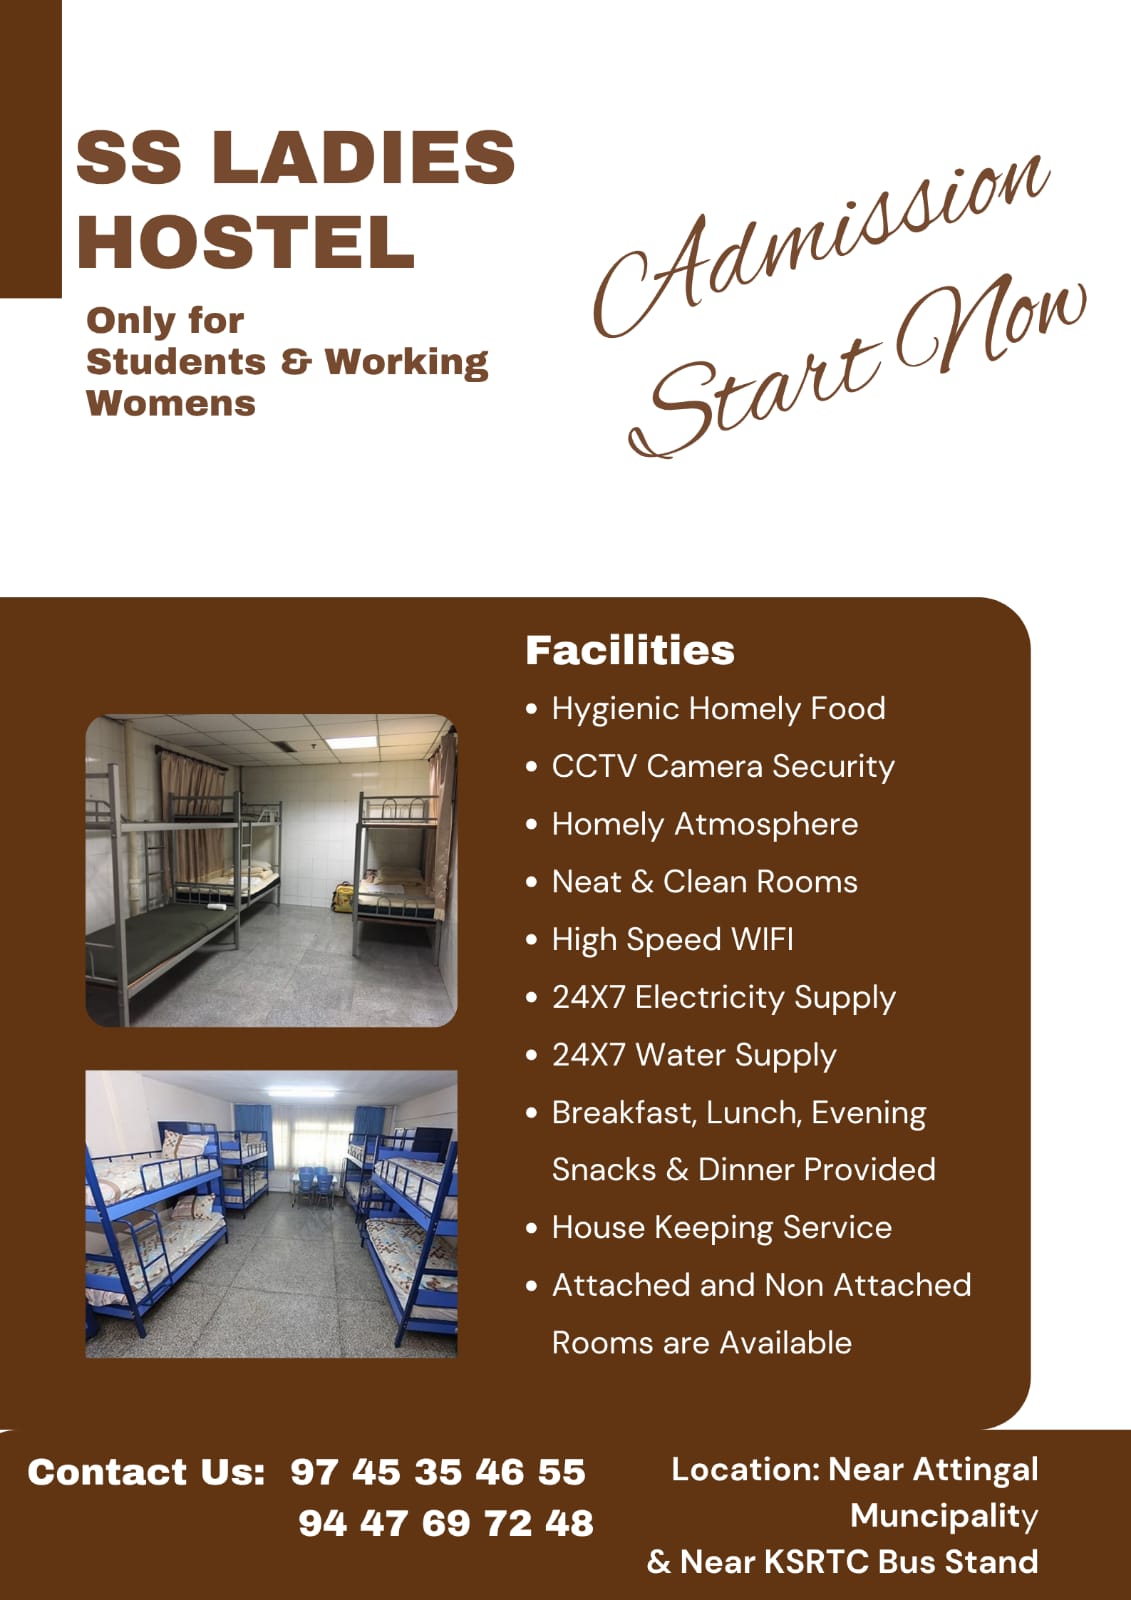 SS LADIES
HOSTEL
Only for
Students & Working
Womens
Admission
Start Now
Facilities
• Hygienic Homely Food
• CCTV Camera Security
• Homely Atmosphere
• Neat & Clean Rooms
• High Speed WIFI
• 24X7 Electricity Supply
• 24X7 Water Supply
• Breakfast, Lunch, Evening
Snacks & Dinner Provided
• House Keeping Service
• Attached and Non Attached
Rooms are Available
Contact Us: 97 45 35 46 55
94 47 69 72 48
Location: Near Attingal
Muncipality
& Near KSRTC Bus Stand